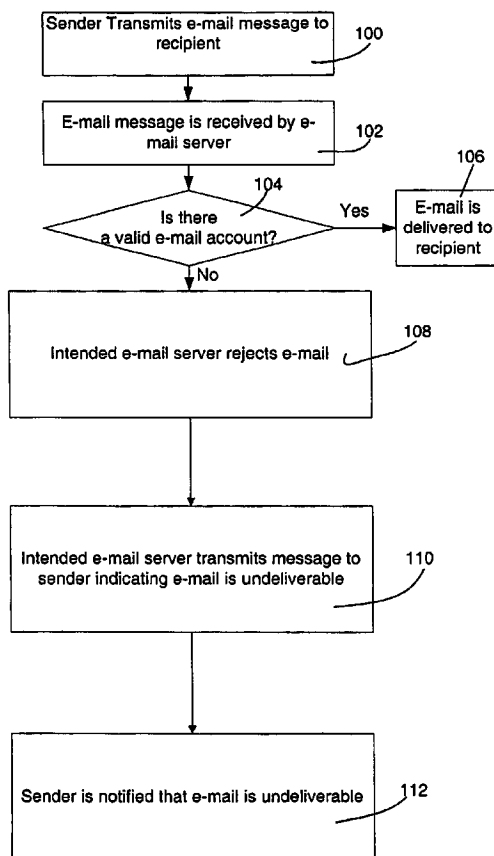 Sender Transmits e-mail message to
recipient
100
E-mail message is received by e-
mail server
102
104
Is there
a valid e-mail account?
Yes
106
E-mail is
delivered to
recipient
No
108
Intended e-mail server rejects e-mail
Intended e-mail server transmits message to
sender indicating e-mail is undeliverable
110
Sender is notified that e-mail is undeliverable
112